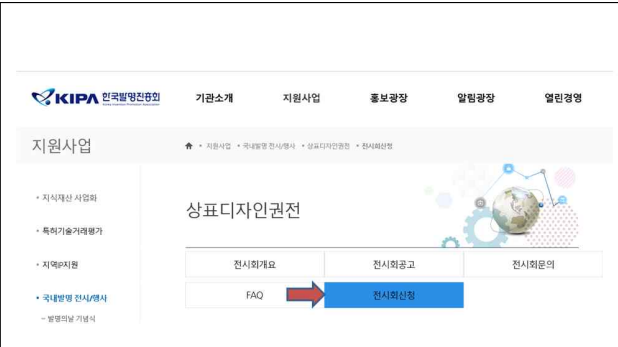 KIPA 한국발명진흥회
기관소개 지원사업 홍보광장 알림광장 열린경영
지원사업
• 지원사업 • 국내발명 전시/행사 • 상표디자인권전 • 전시회신청
• 지식재산 사업화
• 특허기술거래평가
• 지역IP지원
• 국내발명 전시/행사
- 발명의날 기념식
상표디자인권전
전시회개요 전시회공고 전시회문의
FAQ 전시회신청